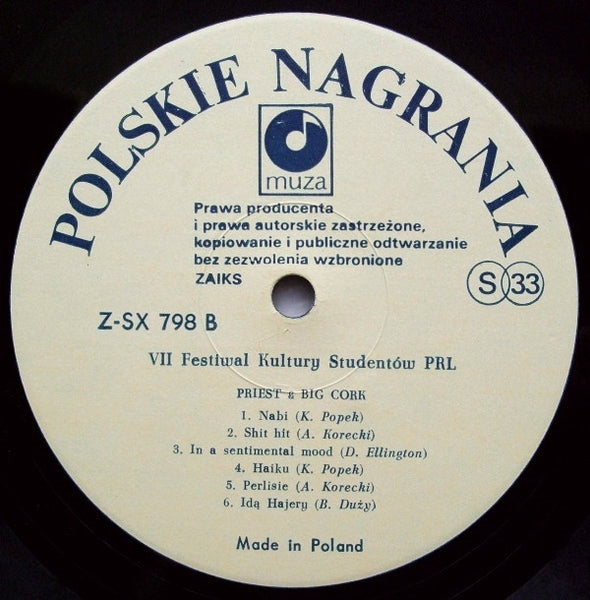 POLSKIE NAGRANIA
muza
Prawa producenta
i prawa autorskie zastrzeżone,
kopiowanie i publiczne odtwarzanie
bez zezwolenia wzbronione
ZAIKS
S 33
Z-SX 798 B
VII Festiwal Kultury Studentów PRL
PRIEST & BIG CORK
1. Nabi (K. Popek)
2. Shit hit (A. Korecki)
3. In a sentimental mood (D. Ellington)
4. Haiku (K. Popek)
5. Perlisie (A. Korecki)
6. Idą Hajery (B. Duży)
Made in Poland